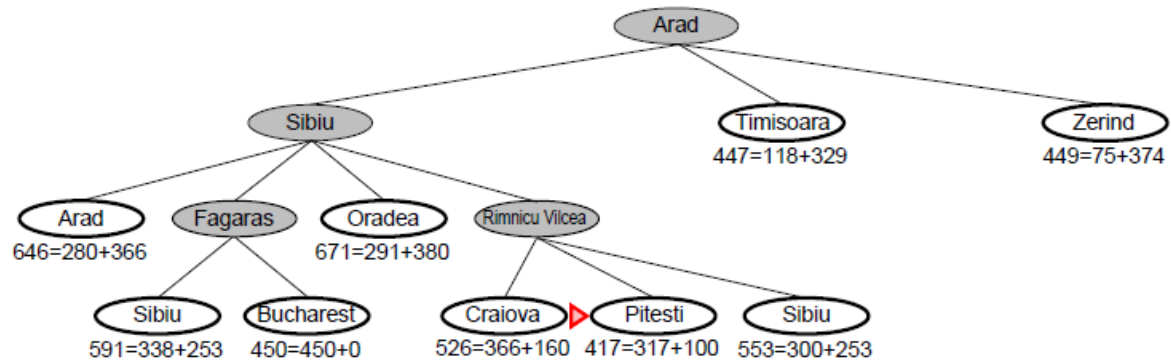 Arad
Sibiu
Timisoara
Zerind
447=118+329
449=75+374
Arad
Fagaras
Oradea
Rimnicu Vilcea
646=280+366
671=291+380
Sibiu
Bucharest
Craiova
Pitesti
Sibiu
591=338+253
450=450+0
526=366+160
417=317+100
553=300+253